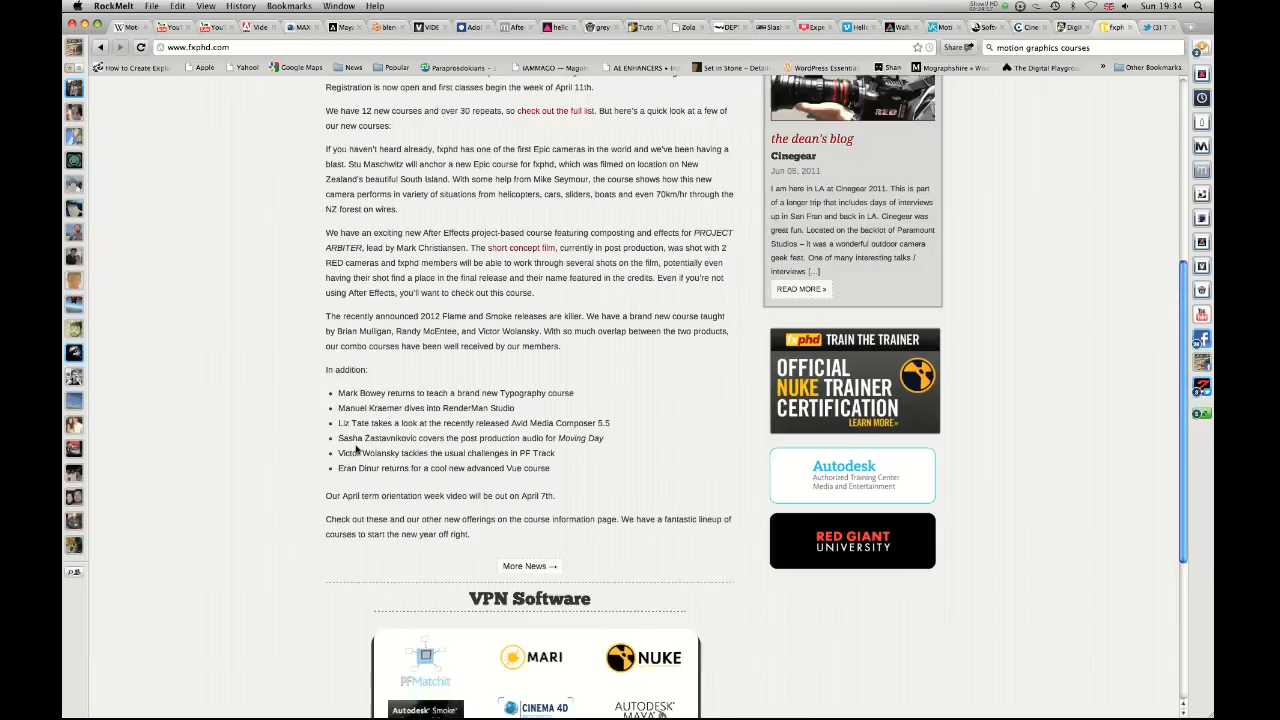 RockMelt File Edit View History Bookmarks Window Help Sun 19:34
www.fxphd.com
Share
motion graphics courses
How to Create Expla Apple Yahoo! Google Maps News Popular Paraprosdokians IAMMAGO — Magon AE ENHANCERS • In Set in Stone – Detail WordPress Essential Shan Mographishere » Wisc The Digital Playgrou » Other Bookmarks
Registration is now open and first classes begin the week of April 11th.
We have 12 new courses and over 30 repeats, so check out the full list. But here's a quick look at a few of
our new courses:
If you haven't heard already, fxphd has one of the first Epic cameras in the world and we've been having a
blast. Stu Maschwitz will anchor a new Epic course for fxphd, which was filmed on location on New
Zealand's beautiful South Island. With some help from Mike Seymour, the course shows how this new
camera performs in variety of situations from helicopters, cars, sliders, boats and even 70km/hr through the
NZ forest on wires.
We have an exciting new After Effects project-based course featuring compositing and effects for PROJECT
ARBITER, lead by Mark Christiansen. The short concept film, currently in post production, was shot with 2
RED cameras and fxphd members will be able to work through several shots on the film, potentially even
having their shot find a place in the final release and their name featured in the credits. Even if you're not
using After Effects, you'll want to check out this course.
The recently announced 2012 Flame and Smoke releases are killer. We have a brand new course taught
by Brian Mulligan, Randy McEntee, and Victor Wolansky. With so much overlap between the two products,
our combo courses have been well received by our members.
In addition:
Mark Bowey returns to teach a brand new Typography course
Manuel Kraemer dives into RenderMan Studio
Liz Tate takes a look at the recently released Avid Media Composer 5.5
Sasha Zastavnikovic covers the post production audio for Moving Day
Victor Wolansky tackles the usual challenges in PF Track
Eran Dinur returns for a cool new advanced Vue course
Our April term orientation week video will be out on April 7th.
Check out these and our other new offerings on the course information page. We have a fantastic lineup of
courses to start the new year off right.
More News →
VPN Software
PFMatchit
MARI
NUKE
Autodesk Smoke
CINEMA 4D
AUTODESK
MAYA
the dean's blog
Cinegear
Jun 05, 2011
I am here in LA at Cinegear 2011. This is part
of a longer trip that includes days of interviews
up in San Fran and back in LA. Cinegear was
great fun. Located on the backlot of Paramount
Studios – it was a wonderful outdoor camera
geek fest. One of many interesting talks /
interviews […]
READ MORE »
fxphd TRAIN THE TRAINER
OFFICIAL
NUKE TRAINER
CERTIFICATION
LEARN MORE»
Autodesk
Authorized Training Center
Media and Entertainment
RED GIANT
UNIVERSITY